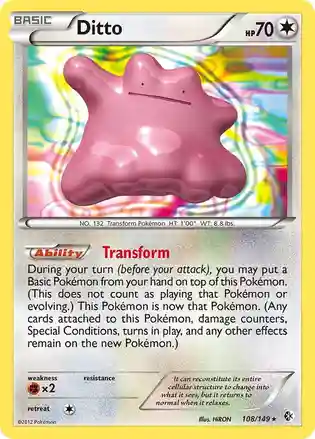 BASIC
Ditto
HP70
NO. 132 Transform Pokémon HT: 1'00" WT: 8.8 lbs.
Ability Transform
During your turn (before your attack), you may put a
Basic Pokémon from your hand on top of this Pokémon.
(This does not count as playing that Pokémon or
evolving.) This Pokémon is now that Pokémon. (Any
cards attached to this Pokémon, damage counters,
Special Conditions, turns in play, and any other effects
remain on the new Pokémon.)
weakness resistance
×2
retreat
It can reconstitute its entire
cellular structure to change into
what it sees, but it returns to
normal when it relaxes.
Illus. HiRON 108/149 ★
©2012 Pokémon